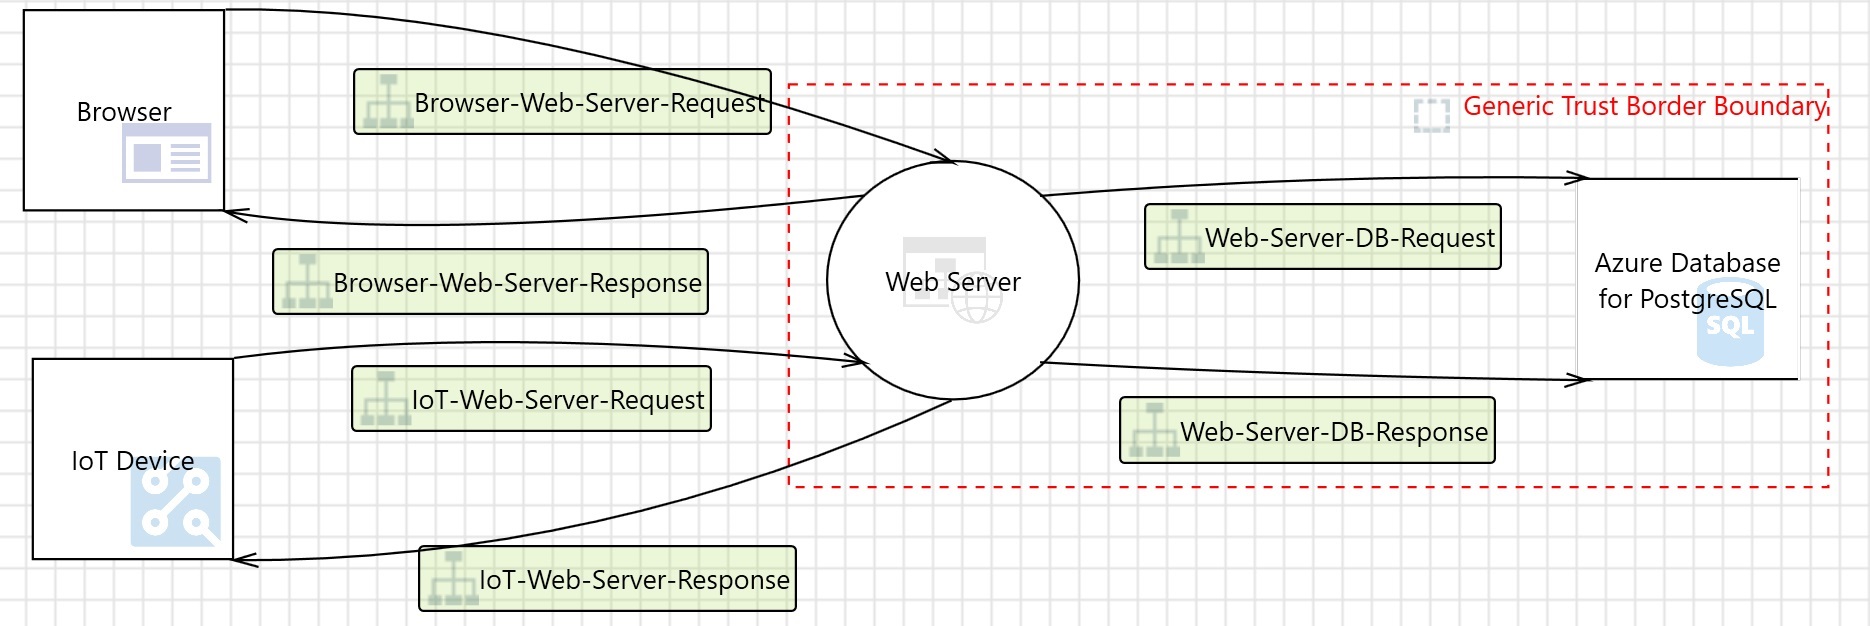 Browser
Browser-Web-Server-Request
Generic Trust Border Boundary
Browser-Web-Server-Response
Web Server
Web-Server-DB-Request
Azure Database
for PostgreSQL
SQL
IoT-Web-Server-Request
IoT Device
Web-Server-DB-Response
IoT-Web-Server-Response